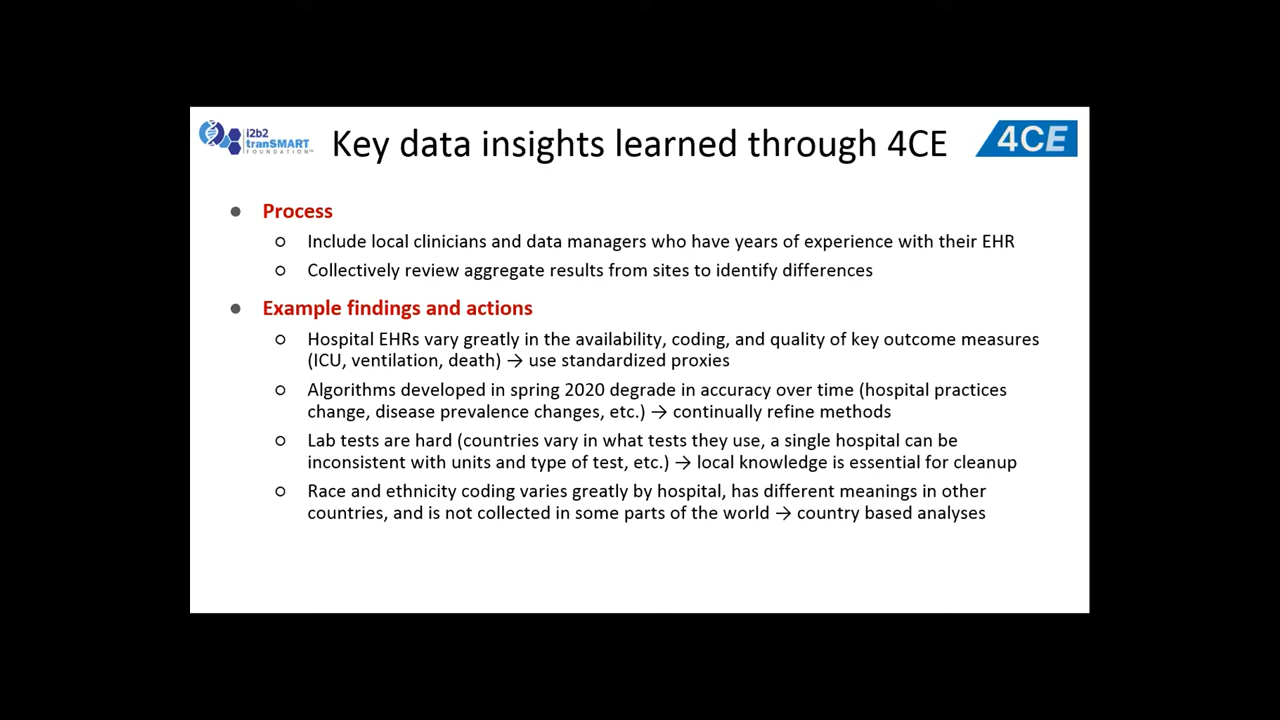 i2b2
tranSMART
FOUNDATION™
Key data insights learned through 4CE
4CE
● Process
○ Include local clinicians and data managers who have years of experience with their EHR
○ Collectively review aggregate results from sites to identify differences
● Example findings and actions
○ Hospital EHRs vary greatly in the availability, coding, and quality of key outcome measures
(ICU, ventilation, death) → use standardized proxies
○ Algorithms developed in spring 2020 degrade in accuracy over time (hospital practices
change, disease prevalence changes, etc.) → continually refine methods
○ Lab tests are hard (countries vary in what tests they use, a single hospital can be
inconsistent with units and type of test, etc.) → local knowledge is essential for cleanup
○ Race and ethnicity coding varies greatly by hospital, has different meanings in other
countries, and is not collected in some parts of the world → country based analyses